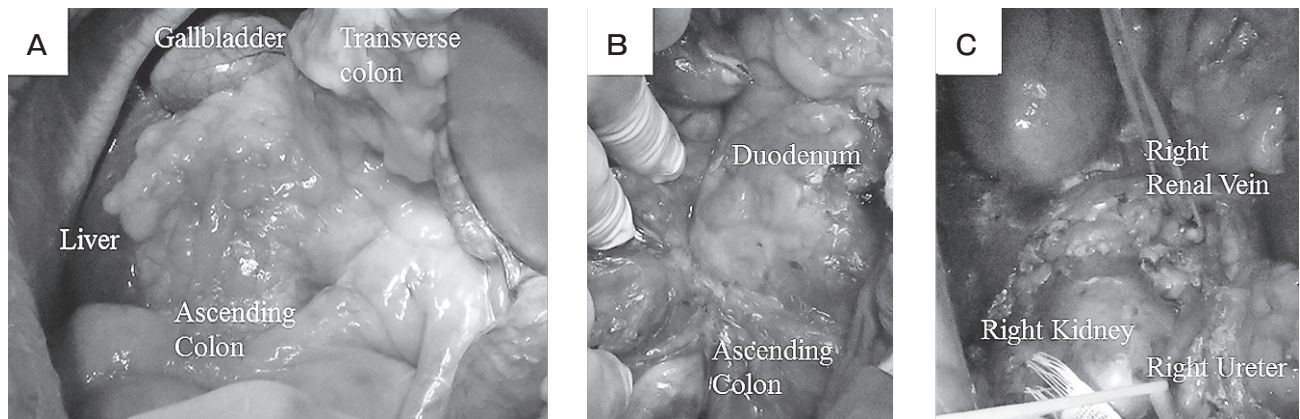 A
Gallbladder
Transverse
colon
Liver
Ascending
Colon
B
Duodenum
Ascending
Colon
C
Right
Renal Vein
Right Kidney
Right Ureter